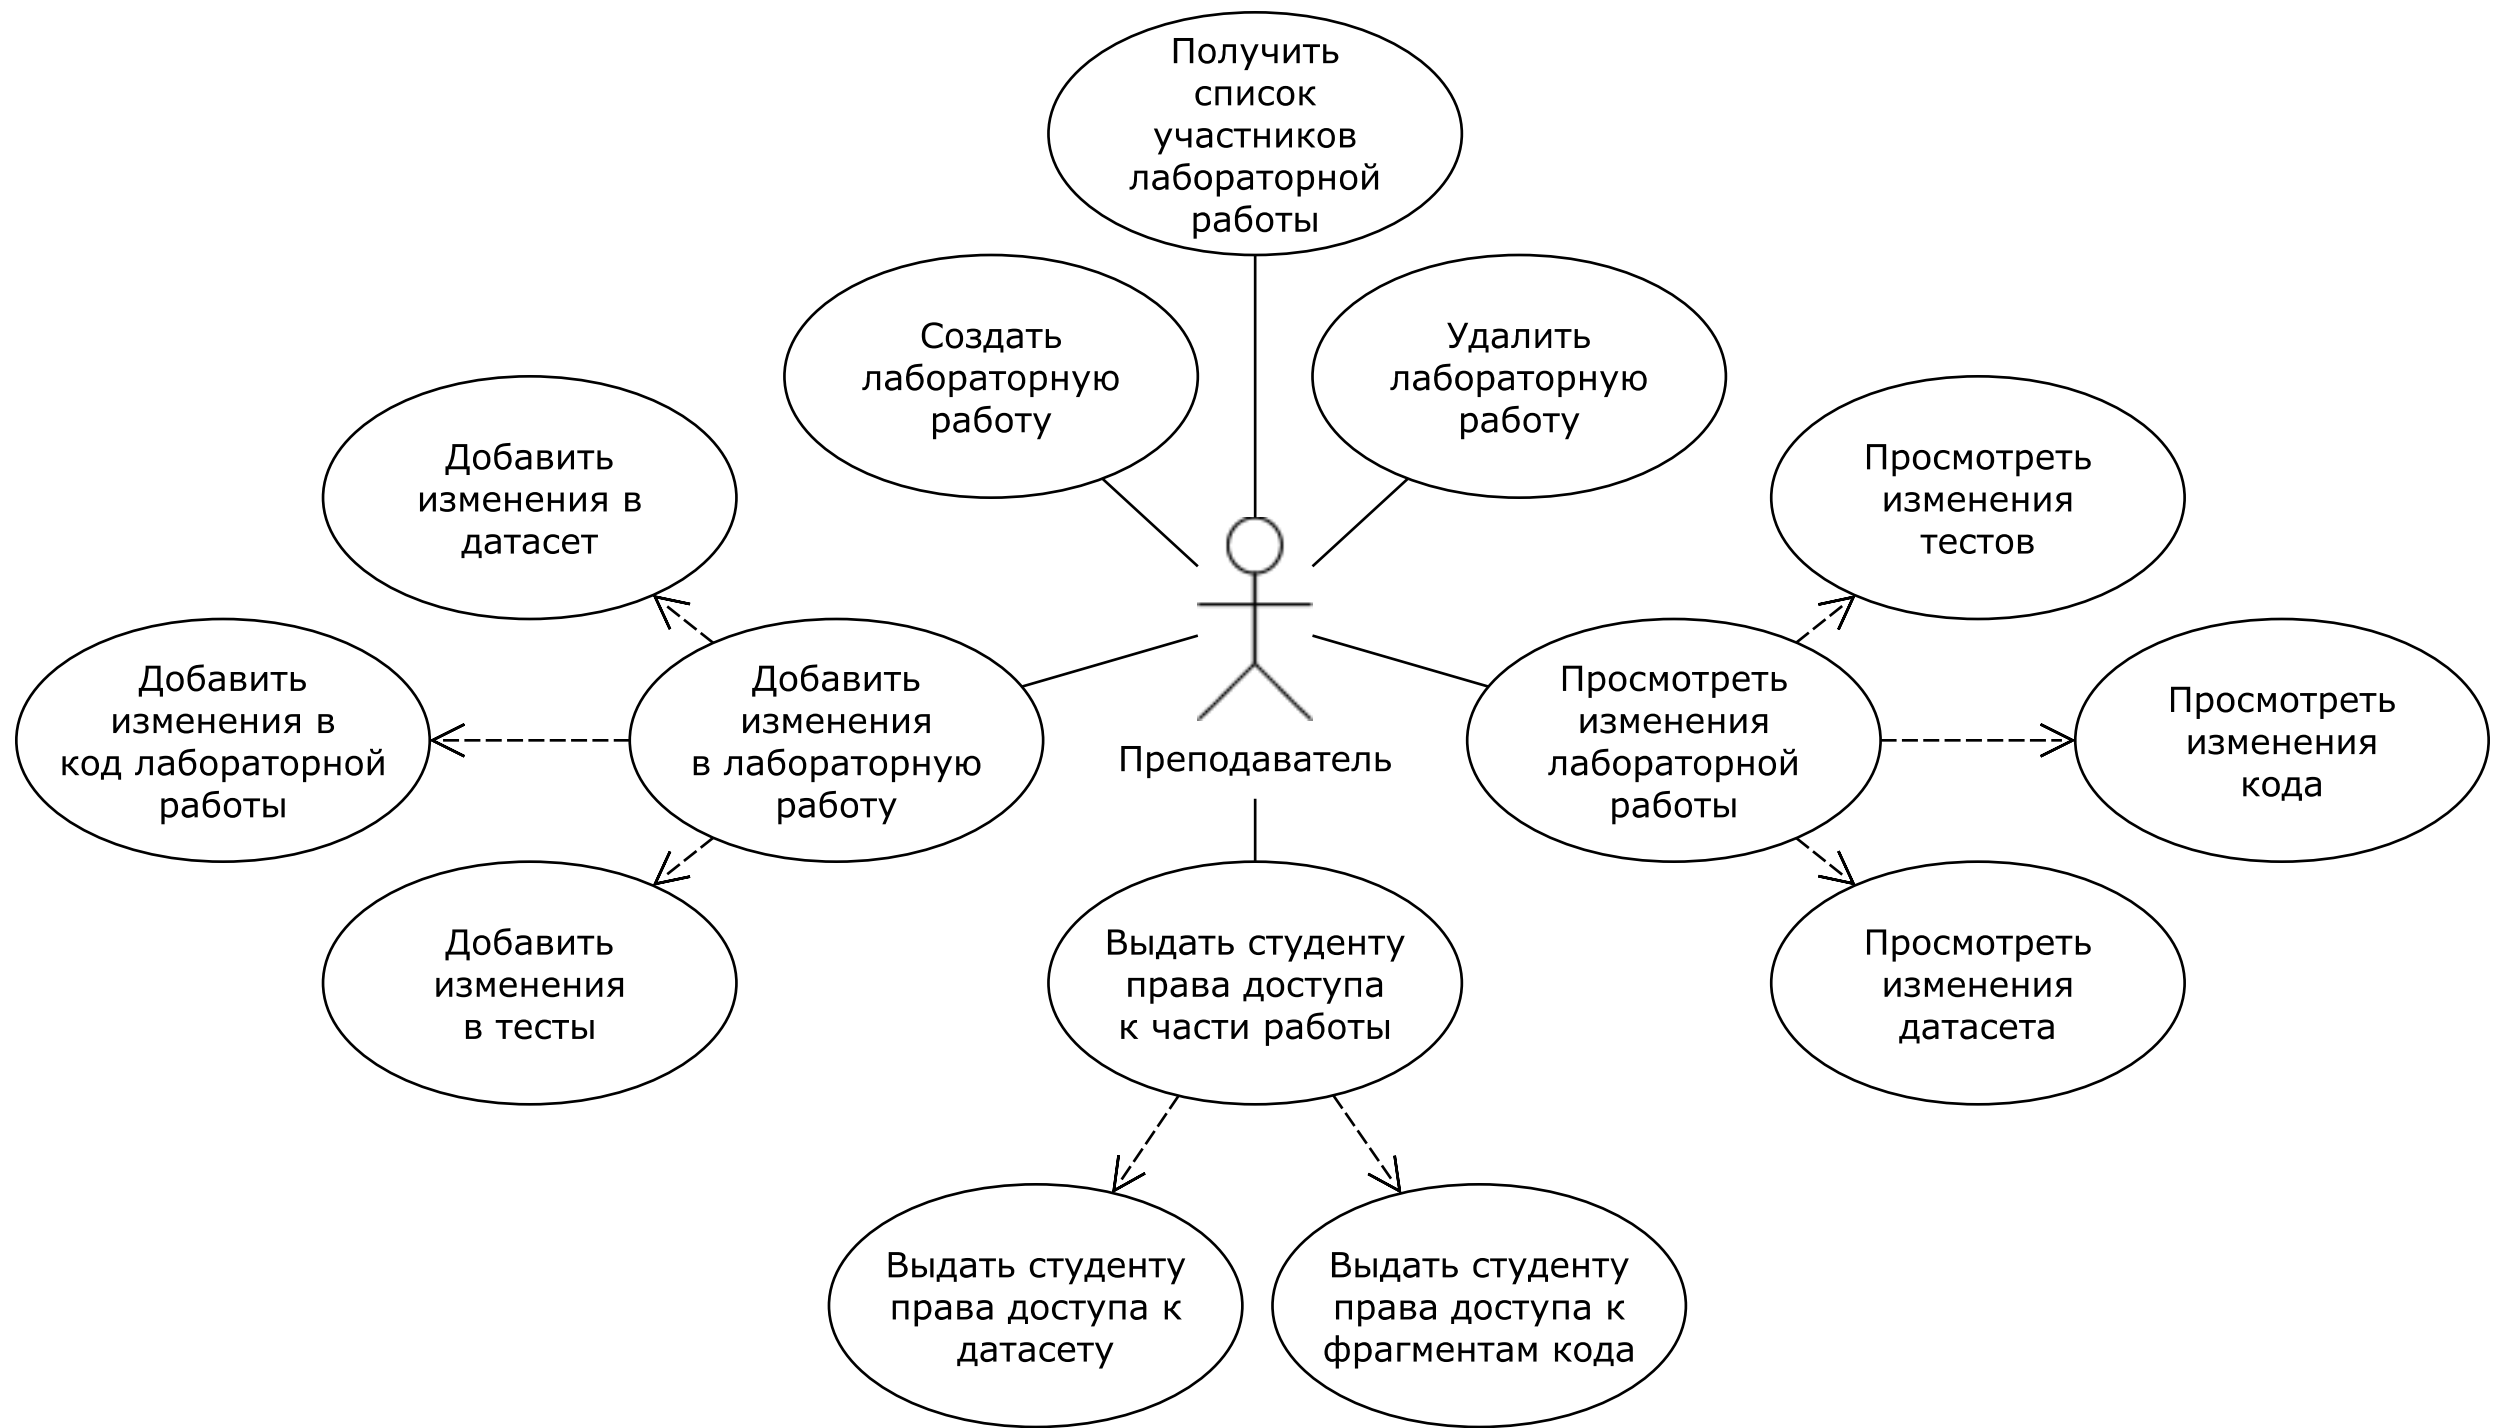 Получить
список
участников
лабораторной
работы
Создать
лабораторную
работу
Удалить
лабораторную
работу
Добавить
изменения в
датасет
Просмотреть
изменения
тестов
Добавить
изменения в
код лабораторной
работы
Добавить
изменения
в лабораторную
работу
Преподаватель
Просмотреть
изменения
лабораторной
работы
Просмотреть
изменения
кода
Добавить
изменения
в тесты
Выдать студенту
права доступа
к части работы
Просмотреть
изменения
датасета
Выдать студенту
права доступа к
датасету
Выдать студенту
права доступа к
фрагментам кода